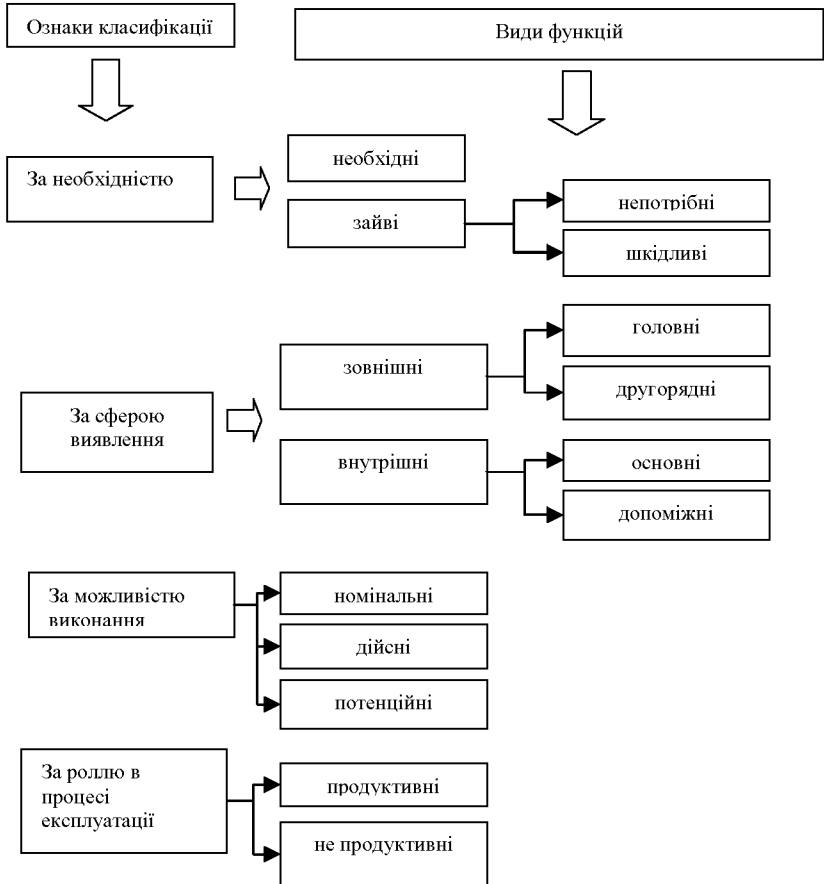 Ознаки класифікації
Види функцій
За необхідністю
необхідні
зайві
непотрібні
шкідливі
За сферою
виявлення
зовнішні
головні
другорядні
внутрішні
основні
допоміжні
За можливістю
виконання
номінальні
дійсні
потенційні
За роллю в
процесі
експлуатації
продуктивні
не продуктивні